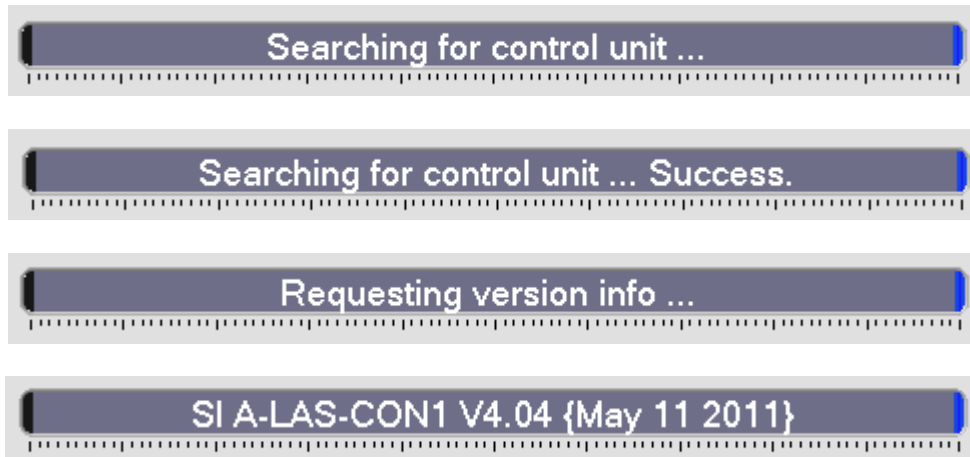 Searching for control unit ...
Searching for control unit ... Success.
Requesting version info ...
SI A-LAS-CON1 V4.04 {May 11 2011}